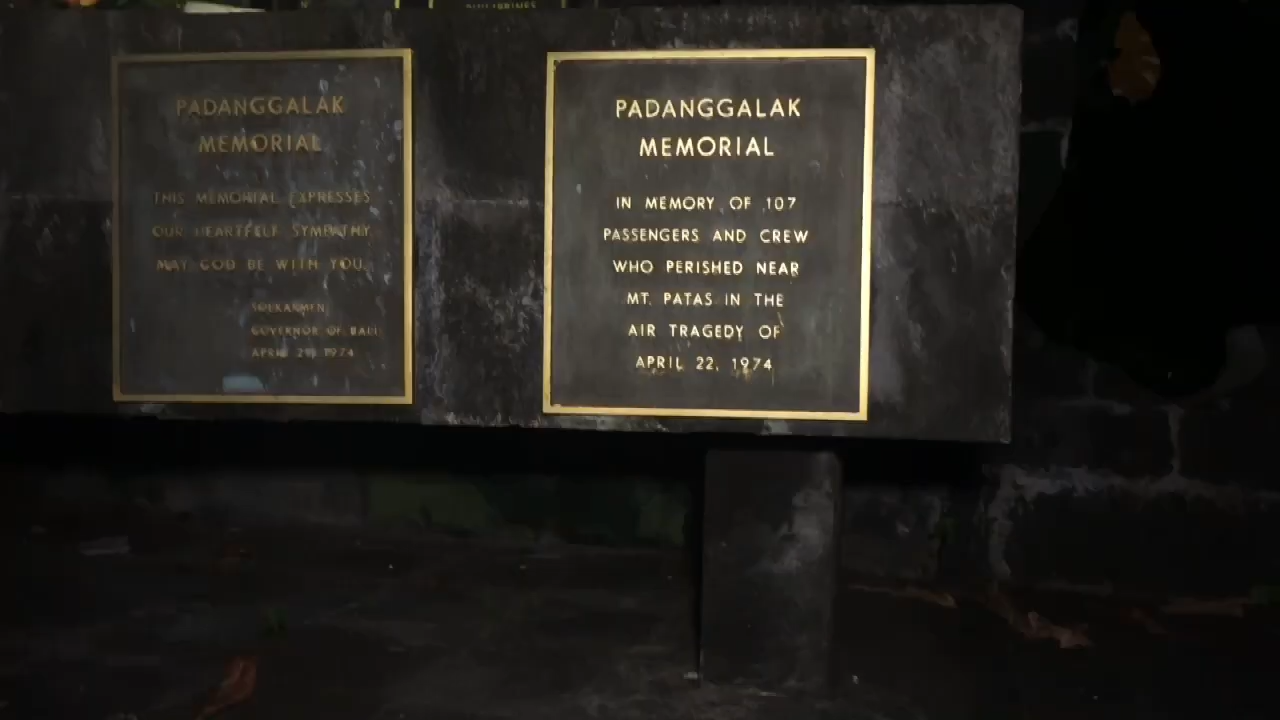 PADANGGALAK
MEMORIAL
THIS MEMORIAL EXPRESSES
OUR HEARTFELT SYMPATHY
MAY GOD BE WITH YOU.
SOEKARMEN
GOVERNOR OF BALI
APRIL 1974
PADANGGALAK
MEMORIAL
IN MEMORY OF 107
PASSENGERS AND CREW
WHO PERISHED NEAR
MT. PATAS IN THE
AIR TRAGEDY OF
APRIL 22, 1974